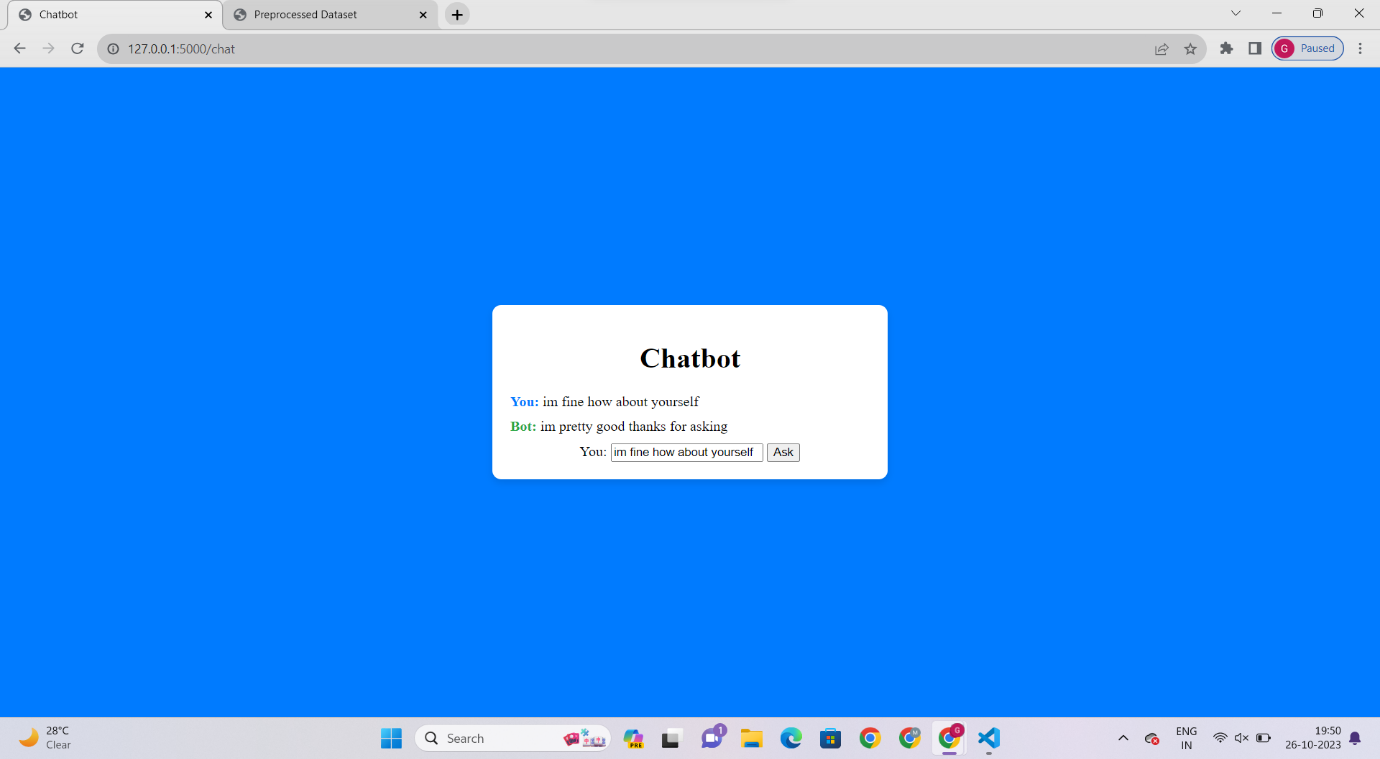 Chatbot
Preprocessed Dataset
127.0.0.1:5000/chat
G Paused
Chatbot
You: im fine how about yourself
Bot: im pretty good thanks for asking
You: im fine how about yourself Ask
28°C
Clear
Search
PRE
1
M
G
ENG
IN
19:50
26-10-2023